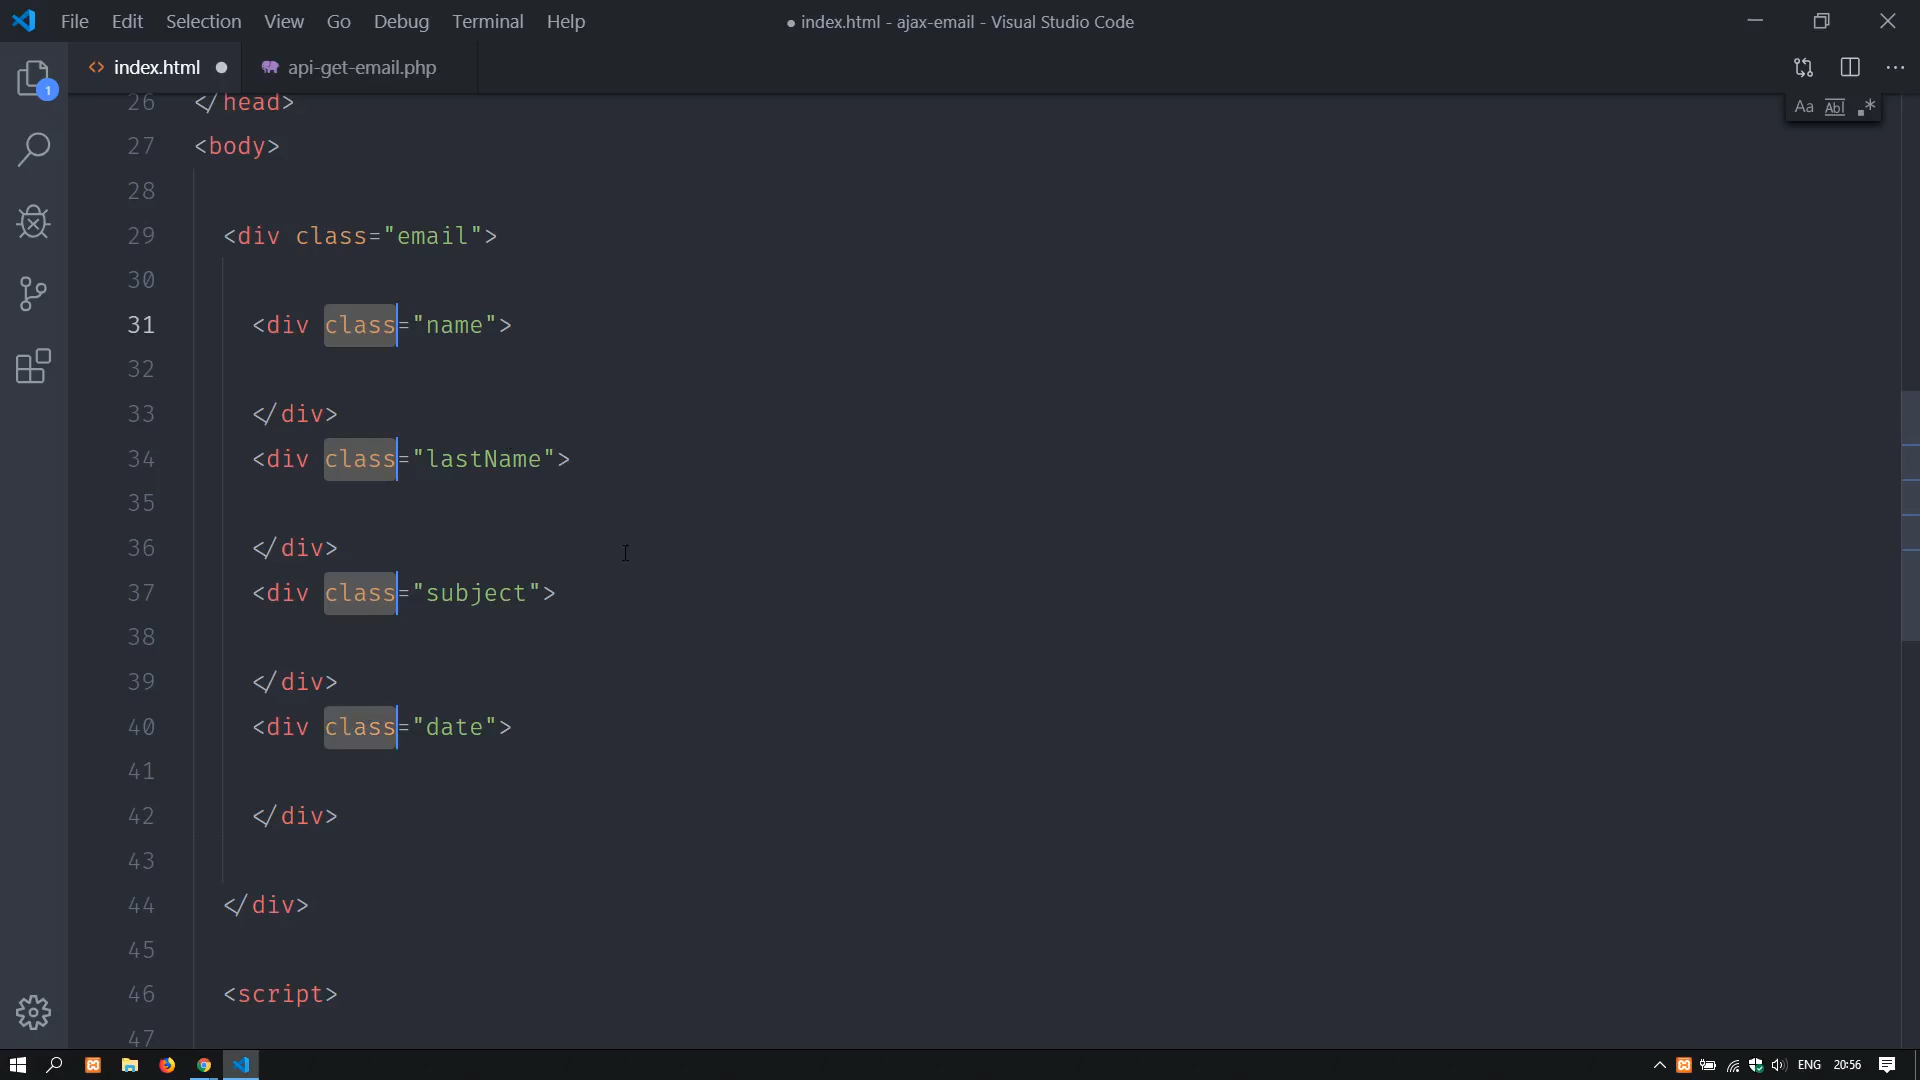 File Edit Selection View Go Debug Terminal Help
● index.html - ajax-email - Visual Studio Code
<> index.html ●
api-get-email.php
1
Aa Abl .*
26 </head>
27 <body>
28
29 <div class="email">
30
31 <div class="name">
32
33 </div>
34 <div class="lastName">
35
36 </div>
37 <div class="subject">
38
39 </div>
40 <div class="date">
41
42 </div>
43
44 </div>
45
46 <script>
47
ENG 20:56